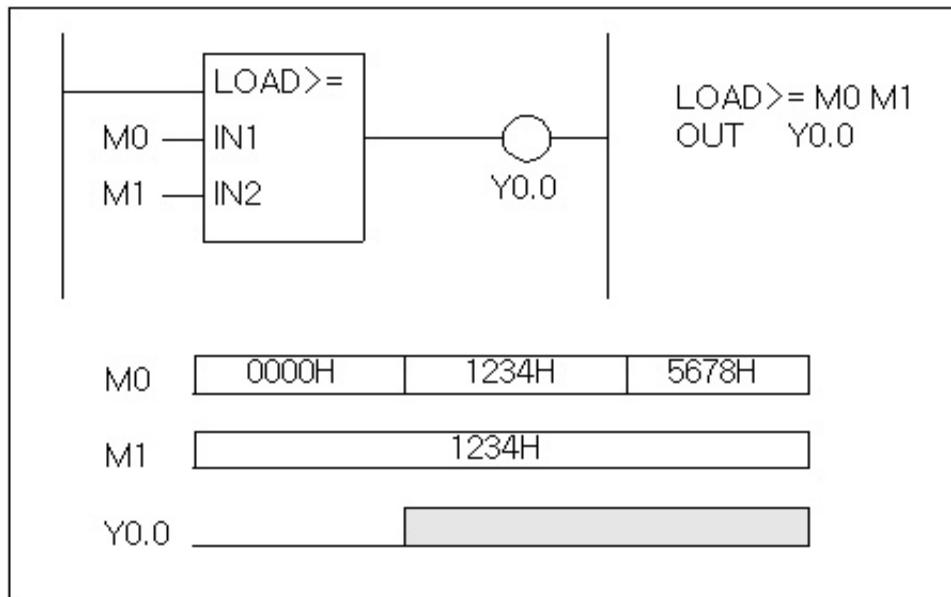 LOAD>=
M0 IN1
M1 IN2
Y0.0
LOAD>= M0 M1
OUT Y0.0
M0 0000H 1234H 5678H
M1 1234H
Y0.0